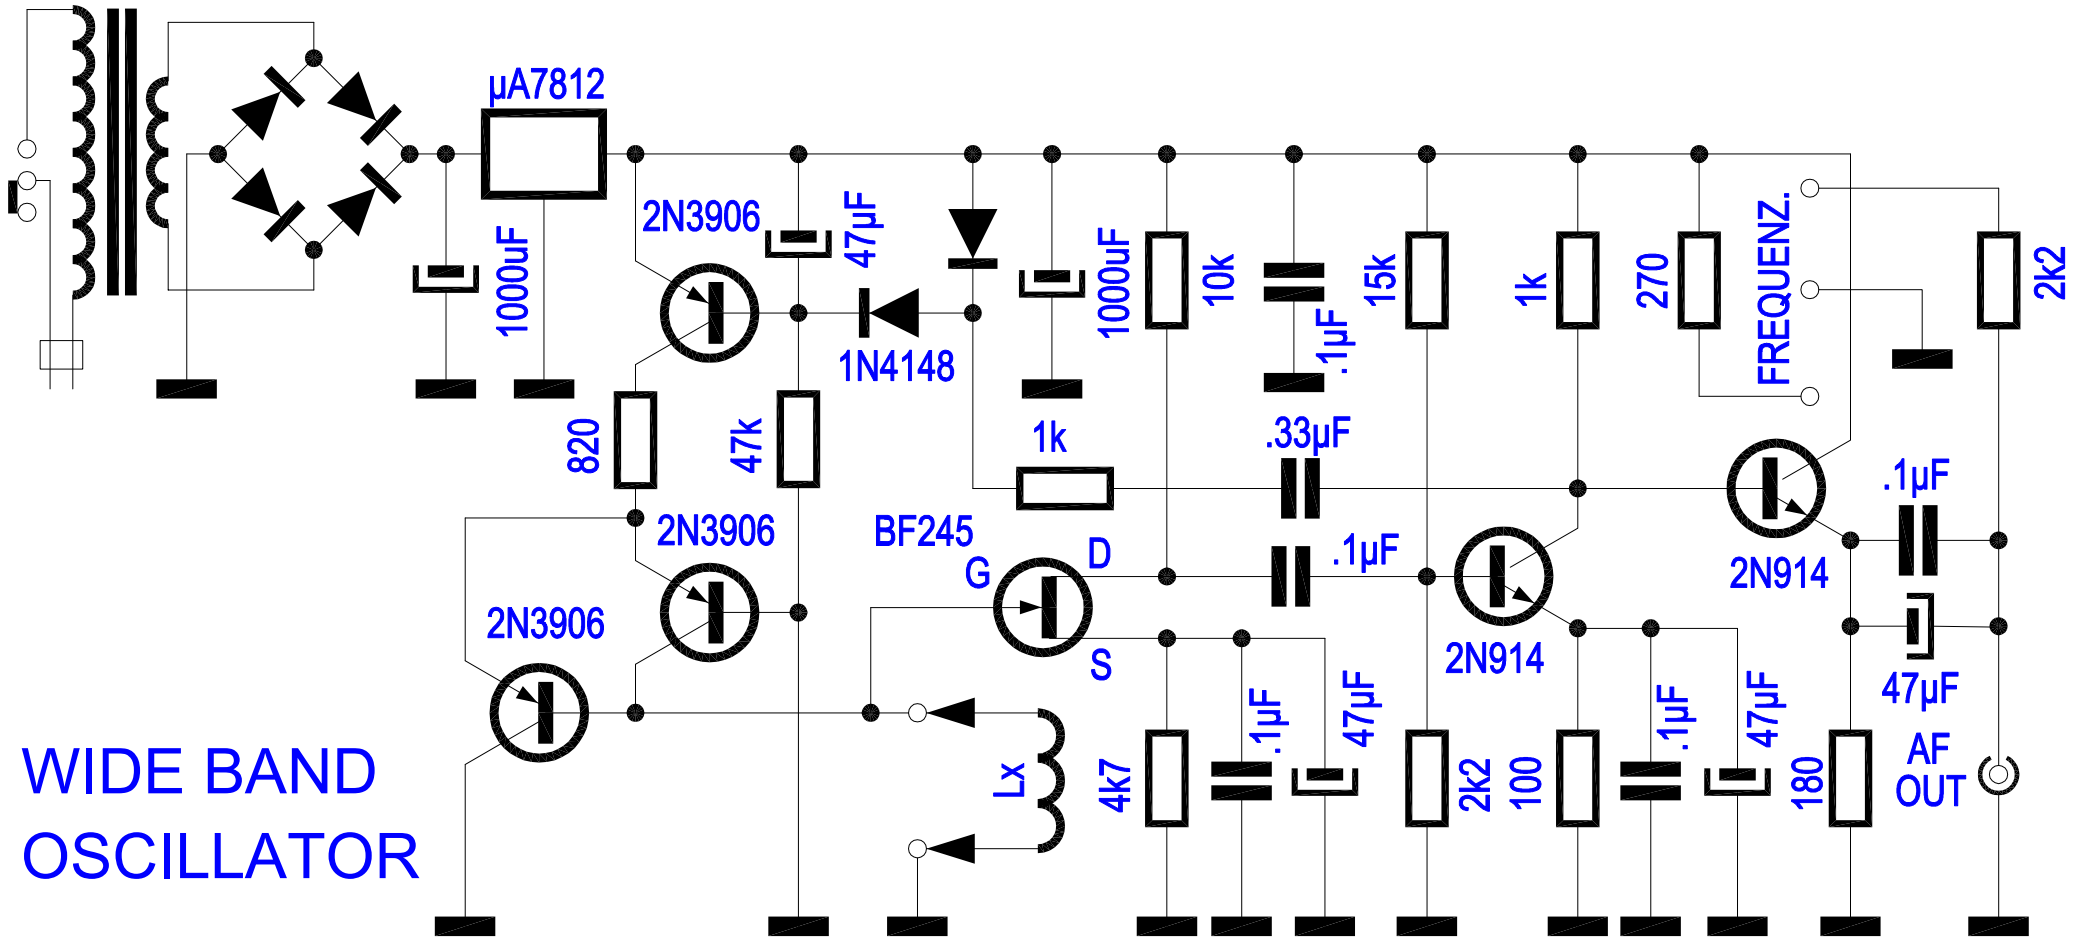 µA7812
1000uF
2N3906
47µF
1N4148
1000uF
10k
.1µF
15k
1k
270
FREQUENZ.
2k2
820
47k
1k
.33µF
.1µF
2N3906
BF245
G
D
S
.1µF
2N914
2N914
47µF
2N3906
Lx
4k7
.1µF
47µF
2k2
100
.1µF
47µF
180
AF
OUT
WIDE BAND
OSCILLATOR